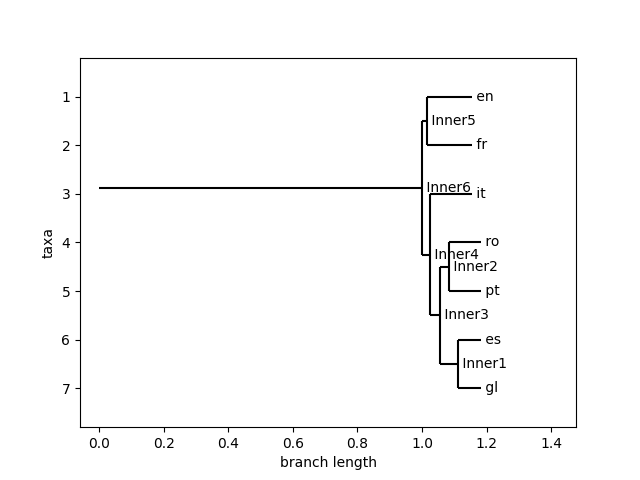 1
en
Inner5
2
fr
Inner6
3
it
4
ro
Inner4
Inner2
5
pt
Inner3
6
es
Inner1
7
gl
taxa
0.0 0.2 0.4 0.6 0.8 1.0 1.2 1.4
branch length